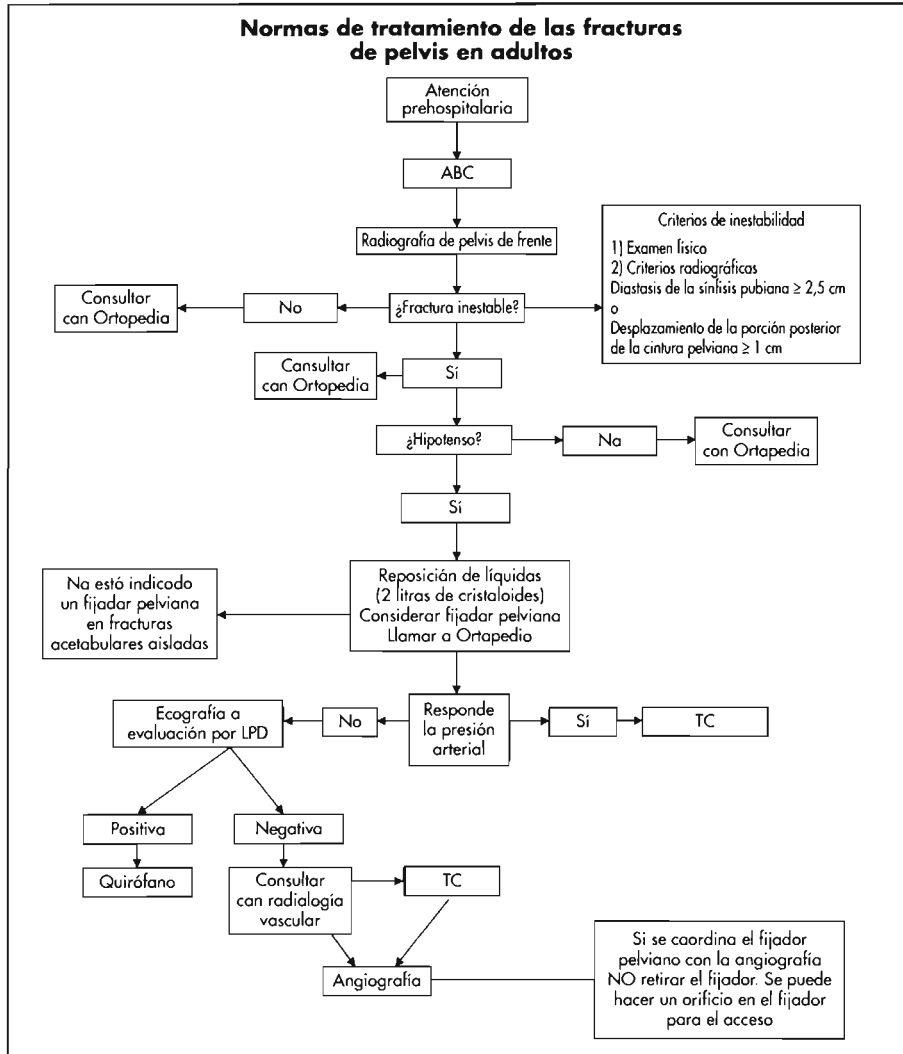 Normas de tratamiento de las fracturas
de pelvis en adultos
Atención
prehospitalaria
ABC
Radiografía de pelvis de frente
Criterios de inestabilidad
1) Examen físico
2) Criterios radiográficas
Diastasis de la sínfisis pubiana ≥ 2,5 cm
o
Desplazamiento de la porción posterior
de la cintura pelviana ≥ 1 cm
¿Fractura inestable?
No
Consultar
can Ortopedia
Sí
Cansultar
can Ortopedia
¿Hipotenso?
Na
Consultar
con Ortapedia
Sí
Reposición de líquidas
(2 litras de cristaloides)
Considerar fijadar pelviana
Llamar a Ortapedio
Na estó indicado
un fijadar pelviana
en fracturas
acetabulares aisladas
Responde
la presión
arterial
No
Sí
TC
Ecografía a
evaluación por LPD
Positiva
Negativa
Quirófano
Consultar
can radialogía
vascular
TC
Angiografía
Si se caordina el fijador
pelviano con la angiografía
NO retirar el fijador. Se puede
hacer un orificio en el fijador
para el acceso